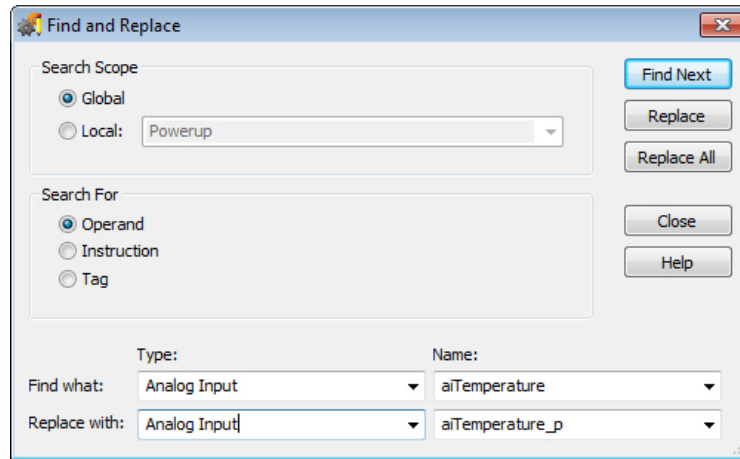 Find and Replace
Search Scope
Global
Local: Powerup
Find Next
Replace
Replace All
Search For
Operand
Instruction
Tag
Close
Help
Type: Name:
Find what: Analog Input aiTemperature
Replace with: Analog Input aiTemperature_p